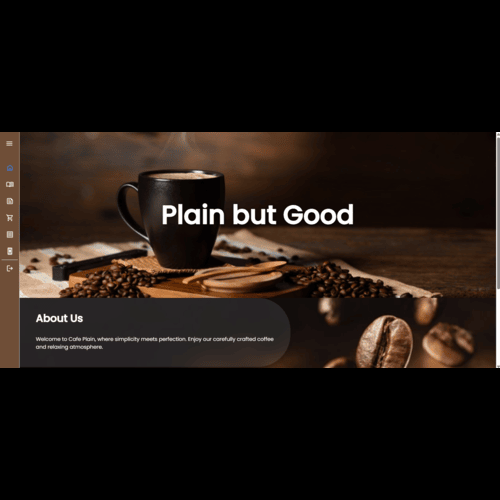 Plain but Good
About Us
Welcome to Cafe Plain, where simplicity meets perfection. Enjoy our carefully crafted coffee
and relaxing atmosphere.